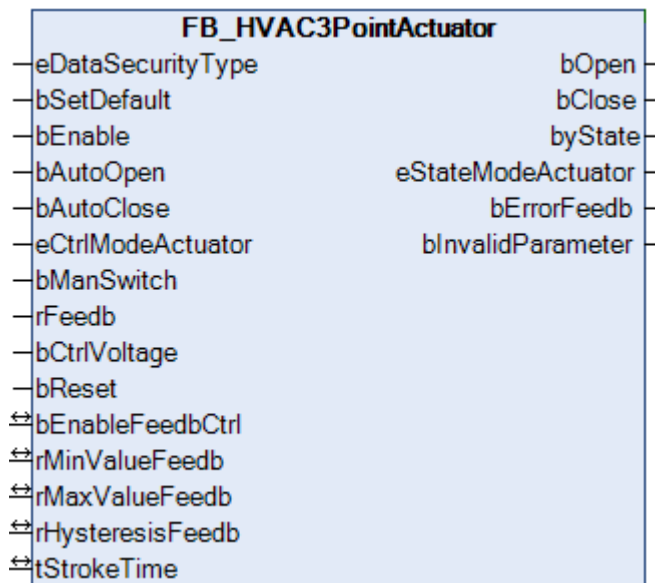 FB_HVAC3PointActuator
eDataSecurityType bOpen
bSetDefault bClose
bEnable byState
bAutoOpen eStateModeActuator
bAutoClose bErrorFeedb
eCtrlModeActuator bInvalidParameter
bManSwitch
rFeedb
bCtrlVoltage
bReset
bEnableFeedbCtrl
rMinValueFeedb
rMaxValueFeedb
rHysteresisFeedb
tStrokeTime